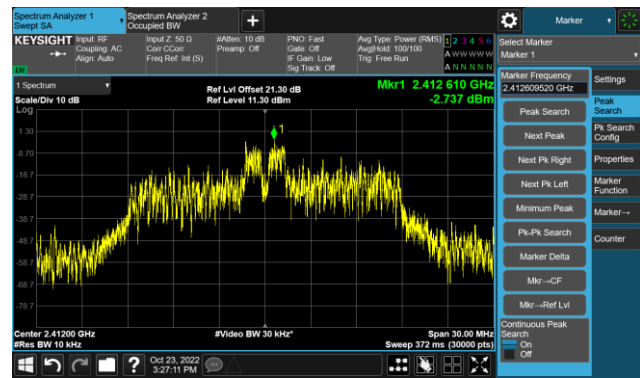 Spectrum Analyzer 1
Swept SA
Spectrum Analyzer 2
Occupied BW
Marker
KEYSIGHT
Input: RF
Coupling: AC
Align: Auto
Input Z: 50 Ω
Corr CCorr
Freq Ref: Int (S)
#Atten: 10 dB
Preamp: Off
PNO: Fast
Gate: Off
IF Gain: Low
Sig Track: Off
Avg Type: Power (RMS)
Avg|Hold: 100/100
Trig: Free Run
1 2 3 4 5 6
A W W W W W
A N N N N N
Select Marker
Marker 1
1 Spectrum
Scale/Div 10 dB
Log
Ref Lvl Offset 21.30 dB
Ref Level 11.30 dBm
Mkr1 2.412 610 GHz
-2.737 dBm
1
1.30
-8.70
-18.7
-28.7
-38.7
-48.7
-58.7
-68.7
-78.7
Center 2.41200 GHz
#Res BW 10 kHz
#Video BW 30 kHz*
Span 30.00 MHz
Sweep 372 ms (30000 pts)
Marker Frequency
2.412609520 GHz
Peak Search
Next Peak
Next Pk Right
Next Pk Left
Minimum Peak
Pk-Pk Search
Marker Delta
Mkr→CF
Mkr→Ref Lvl
Continuous Peak
Search
On
Off
Settings
Peak
Search
Pk Search
Config
Properties
Marker
Function
Marker→
Counter
Oct 23, 2022
3:27:11 PM